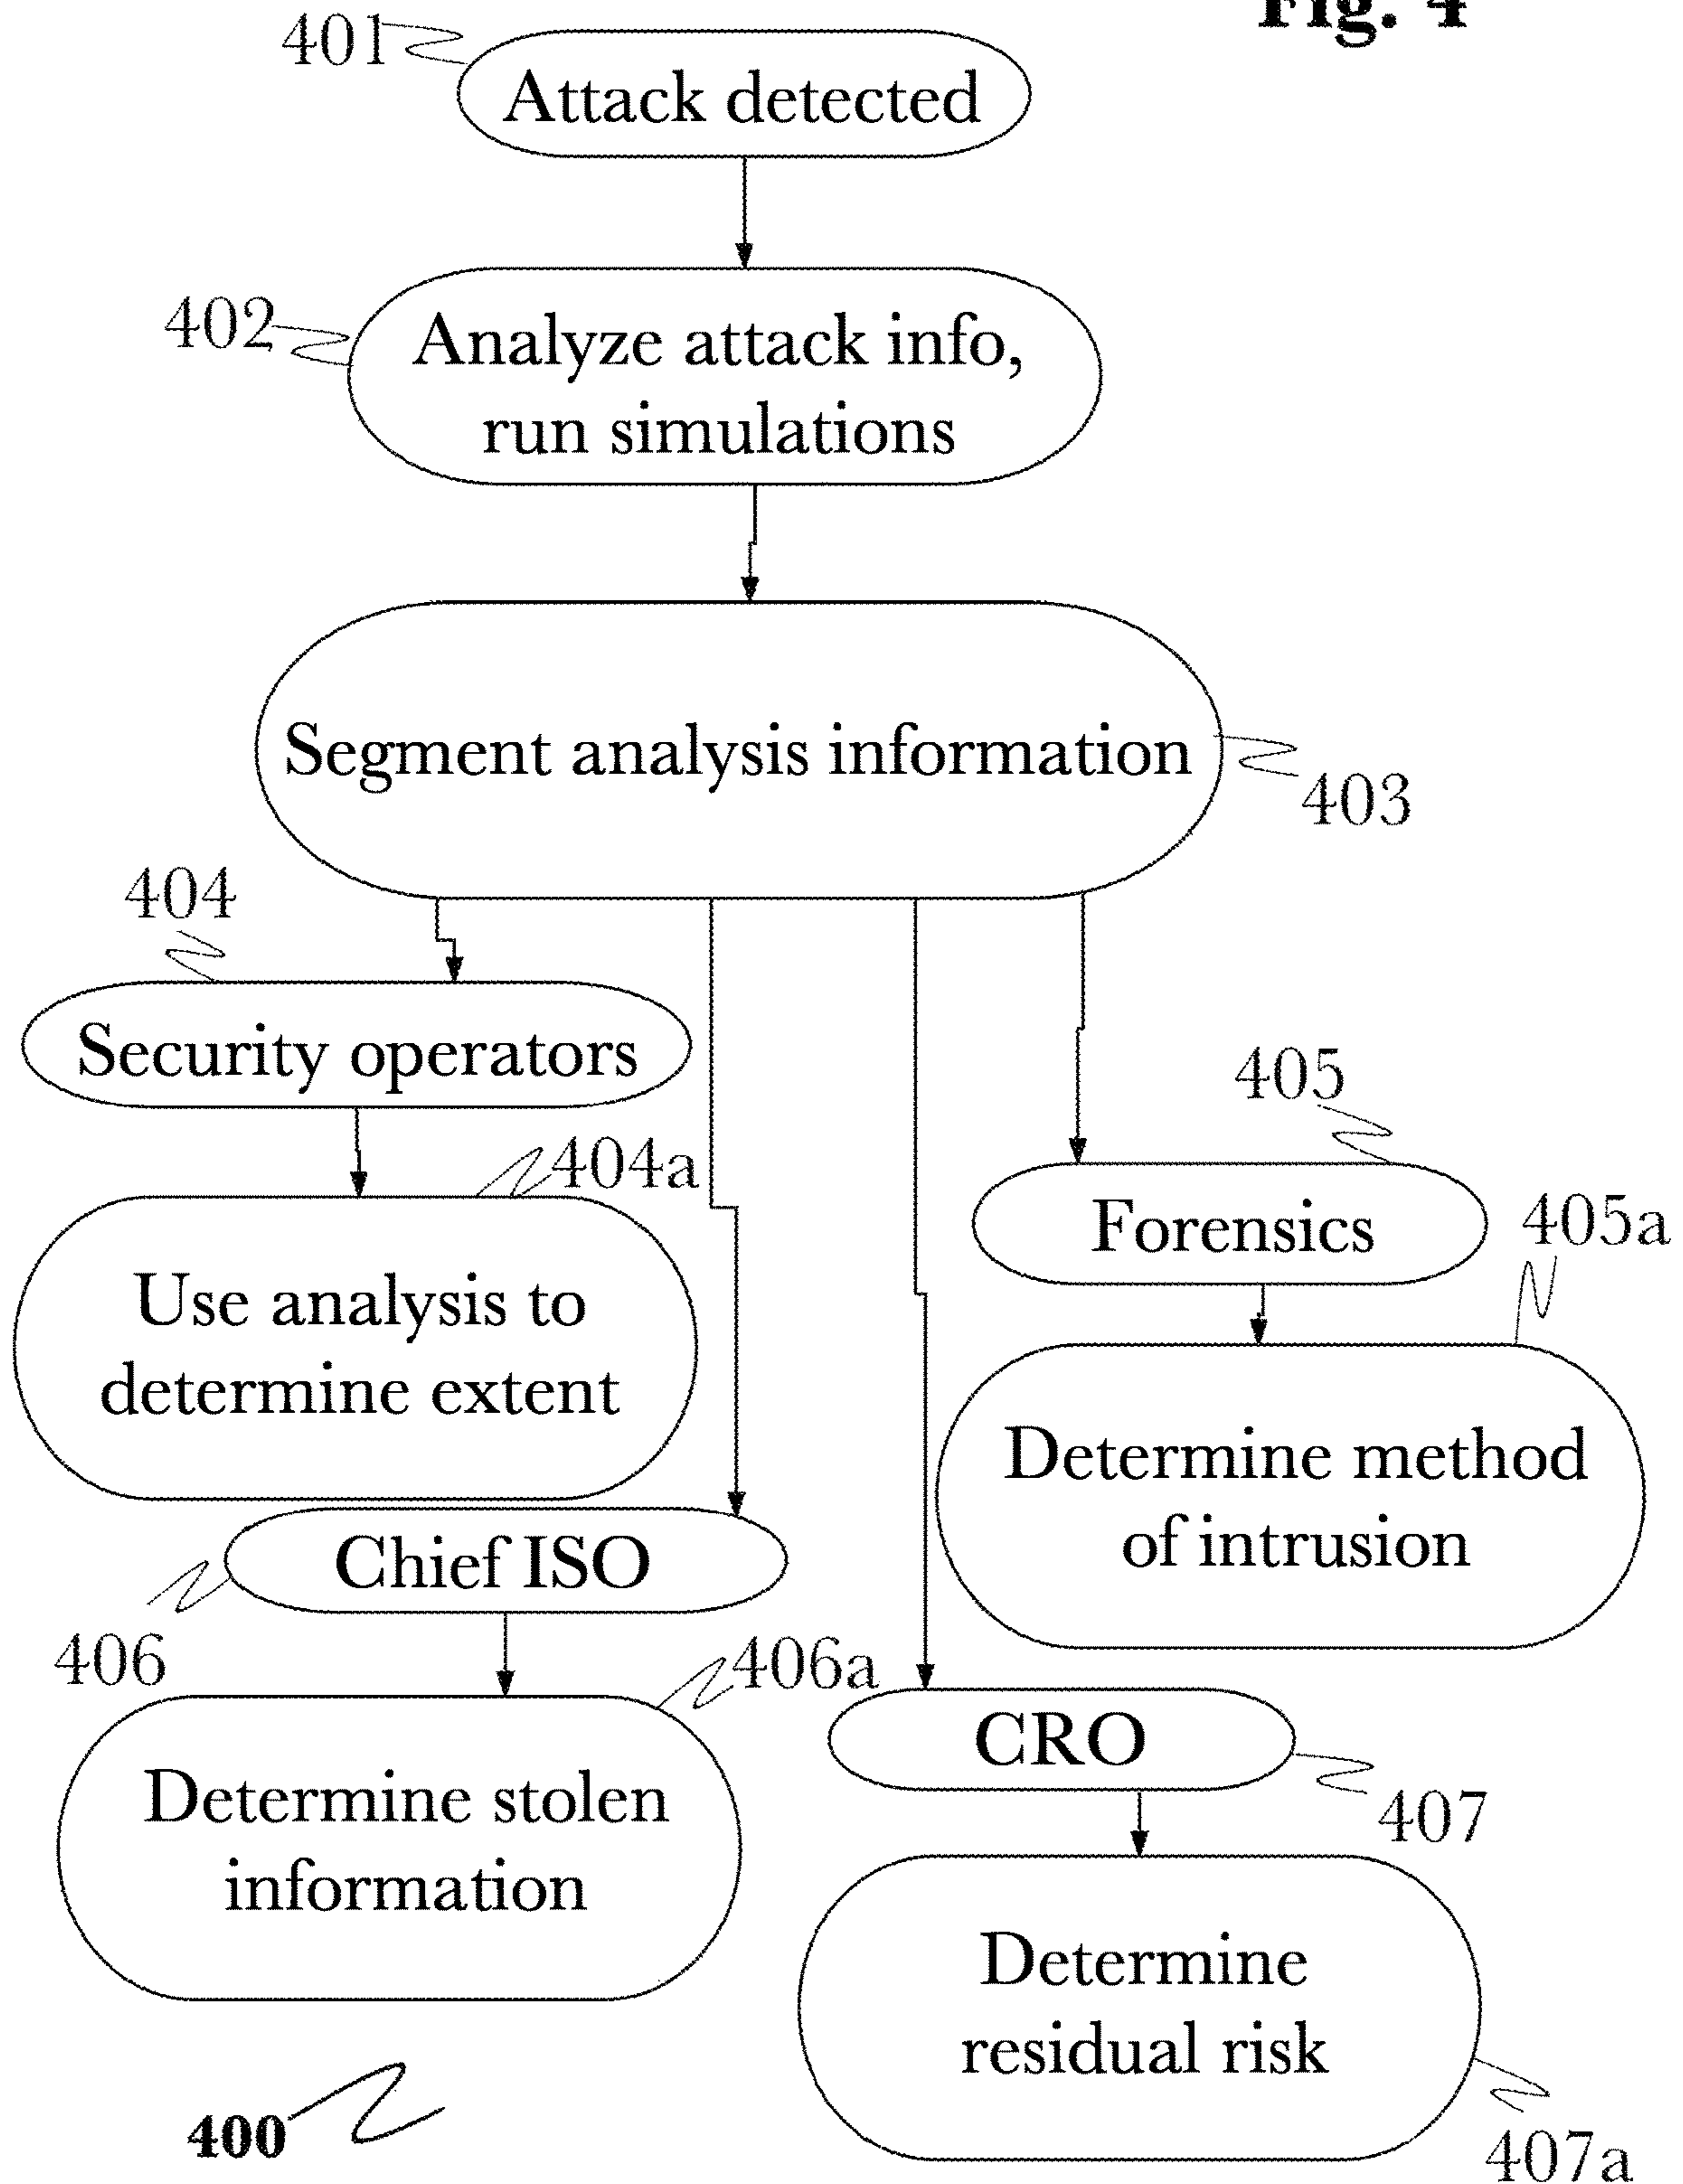 Fig. 4
401
Attack detected
402
Analyze attack info,
run simulations
Segment analysis information
403
404
Security operators
404a
Use analysis to
determine extent
405
Forensics
405a
Determine method
of intrusion
Chief ISO
406
406a
Determine stolen
information
CRO
407
Determine
residual risk
407a
400